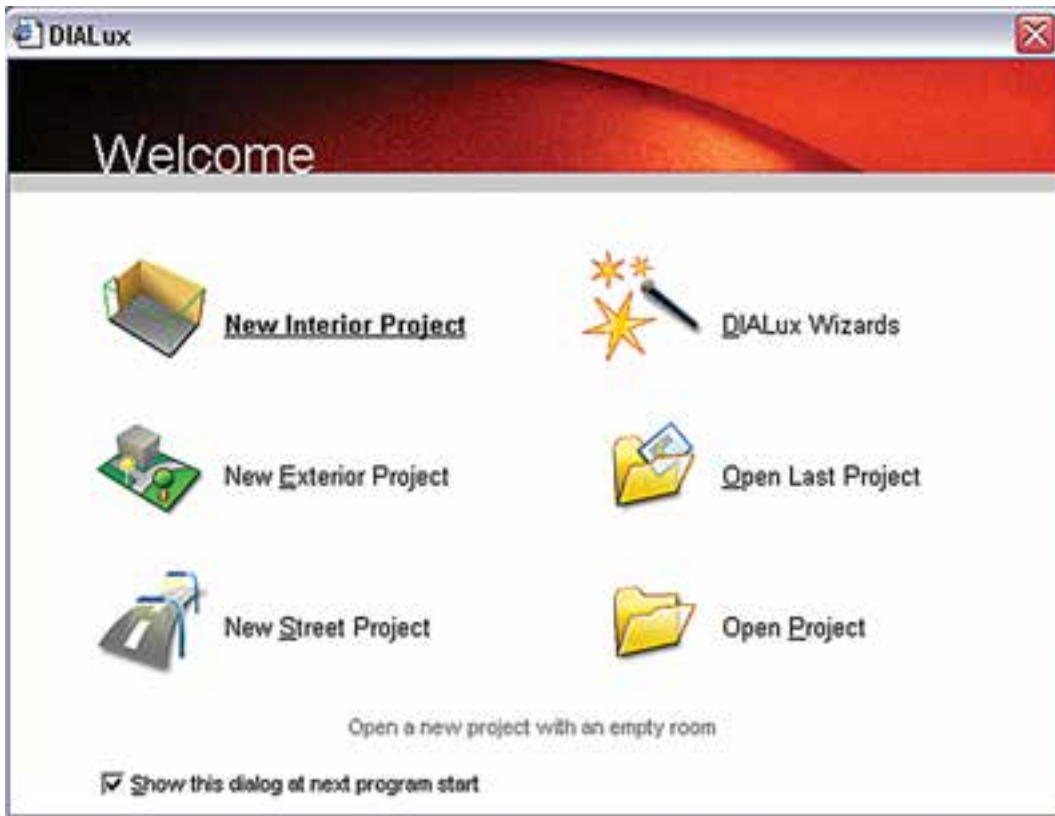 DIALux
Welcome
New Interior Project
DIALux Wizards
New Exterior Project
Open Last Project
New Street Project
Open Project
Open a new project with an empty room
Show this dialog at next program start